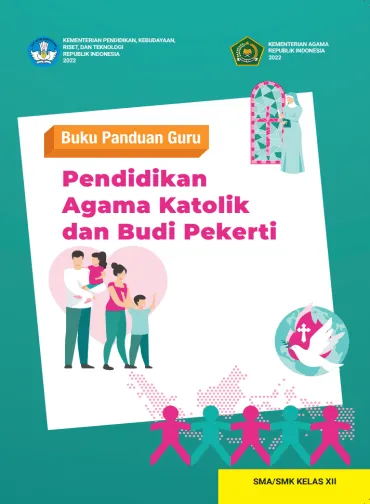 KEMENTERIAN PENDIDIKAN, KEBUDAYAAN,
RISET, DAN TEKNOLOGI
REPUBLIK INDONESIA
2022
KEMENTERIAN AGAMA
REPUBLIK INDONESIA
2022
Buku Panduan Guru
Pendidikan
Agama Katolik
dan Budi Pekerti
SMA/SMK KELAS XII